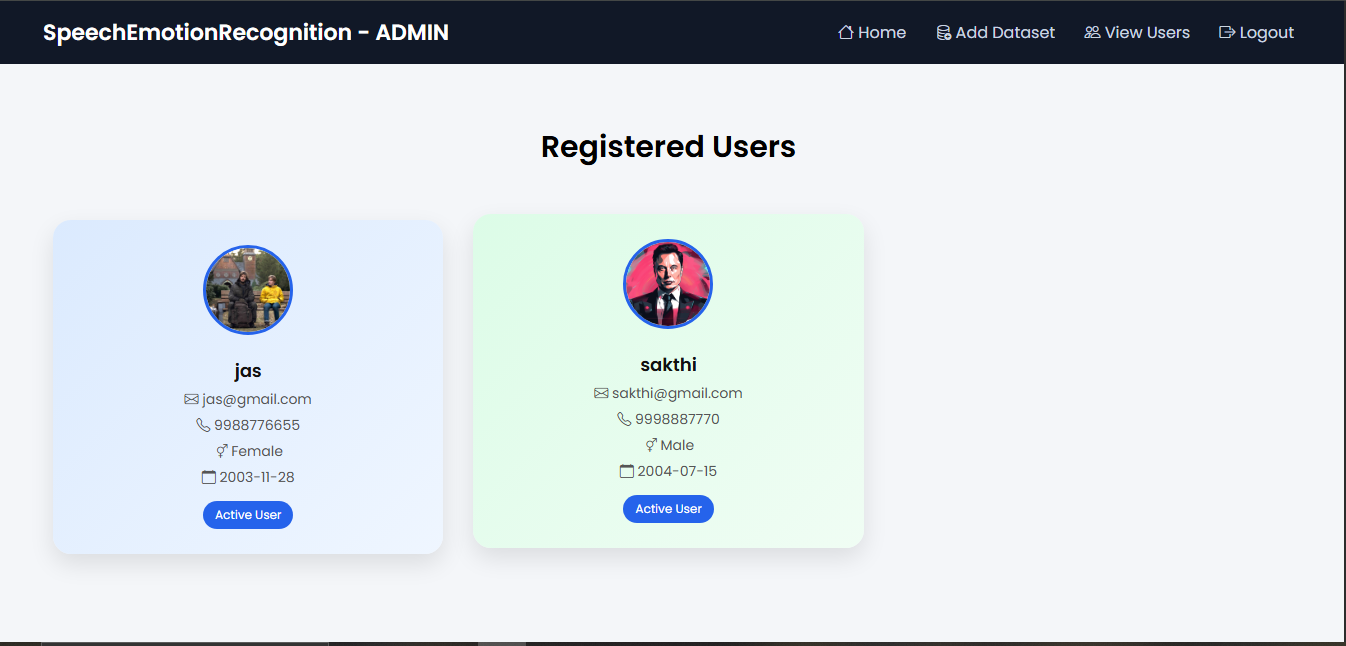 SpeechEmotionRecognition - ADMIN
Home
Add Dataset
View Users
Logout
Registered Users
jas
jas@gmail.com
9988776655
Female
2003-11-28
Active User
sakthi
sakthi@gmail.com
9998887770
Male
2004-07-15
Active User